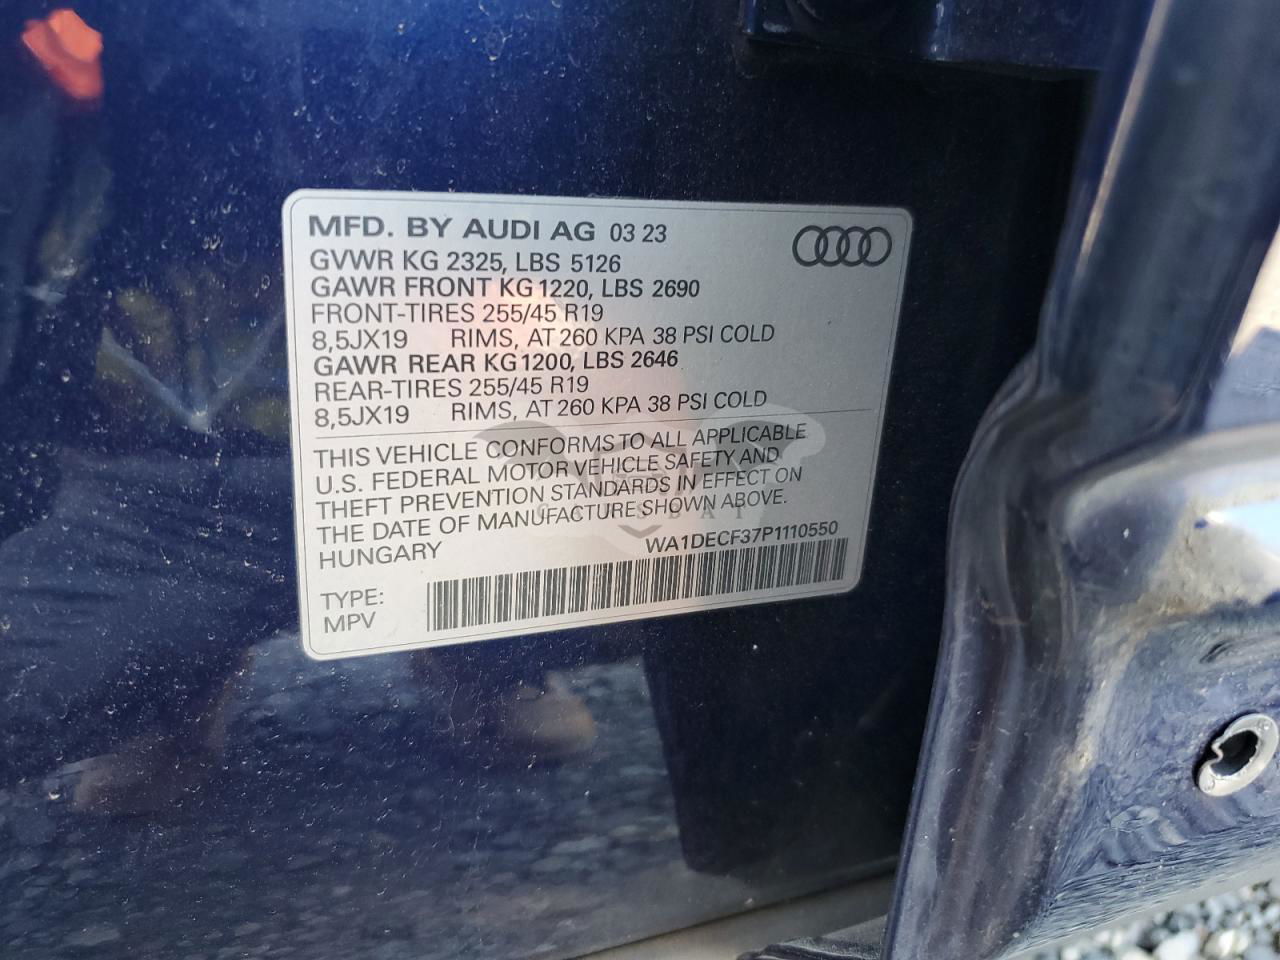 MFD. BY AUDI AG 03 23
GVWR KG 2325, LBS 5126
GAWR FRONT KG 1220, LBS 2690
FRONT-TIRES 255/45 R19
8,5JX19 RIMS, AT 260 KPA 38 PSI COLD
GAWR REAR KG 1200, LBS 2646
REAR-TIRES 255/45 R19
8,5JX19 RIMS, AT 260 KPA 38 PSI COLD
THIS VEHICLE CONFORMS TO ALL APPLICABLE
U.S. FEDERAL MOTOR VEHICLE SAFETY AND
THEFT PREVENTION STANDARDS IN EFFECT ON
THE DATE OF MANUFACTURE SHOWN ABOVE.
HUNGARY WA1DECF37P1110550
TYPE:
MPV